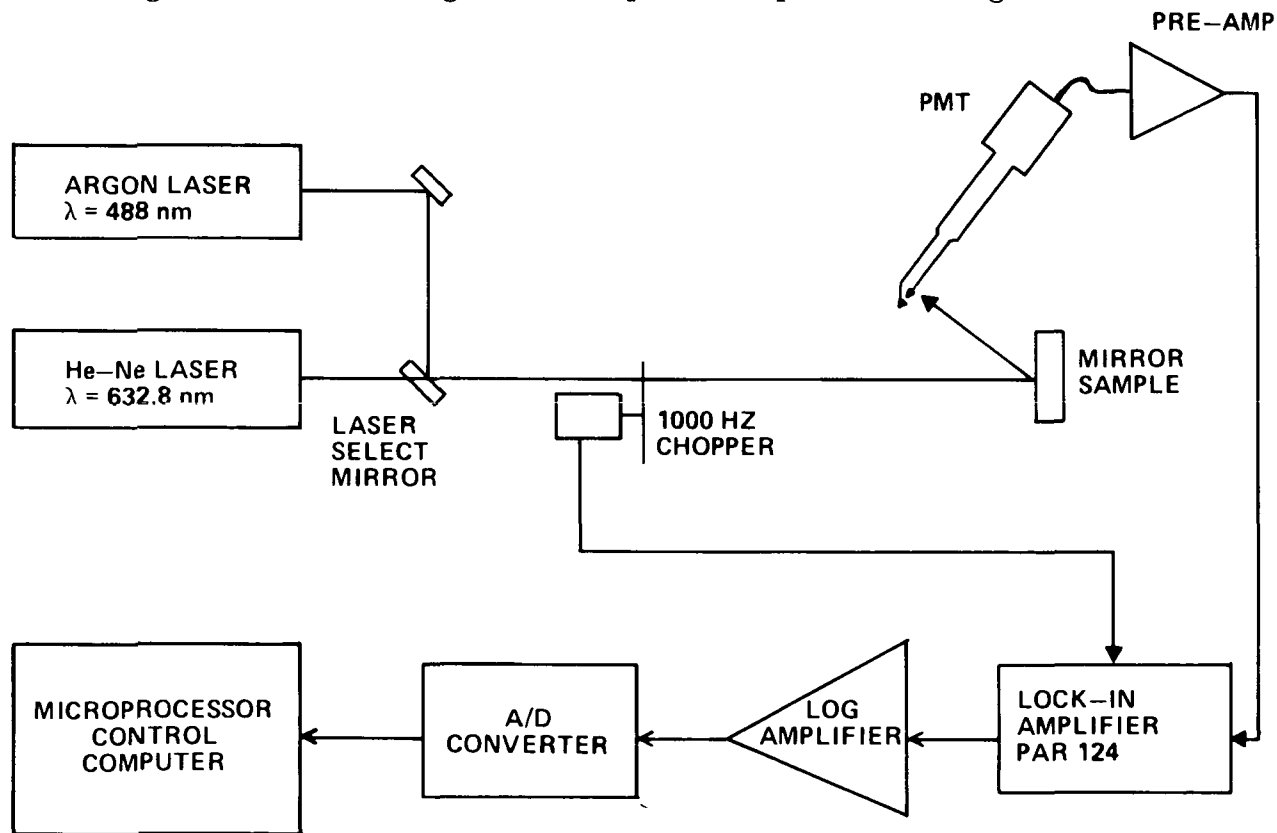 PRE–AMP
PMT
ARGON LASER
λ = 488 nm
He–Ne LASER
λ = 632.8 nm
LASER
SELECT
MIRROR
1000 HZ
CHOPPER
MIRROR
SAMPLE
MICROPROCESSOR
CONTROL
COMPUTER
A/D
CONVERTER
LOG
AMPLIFIER
LOCK–IN
AMPLIFIER
PAR 124